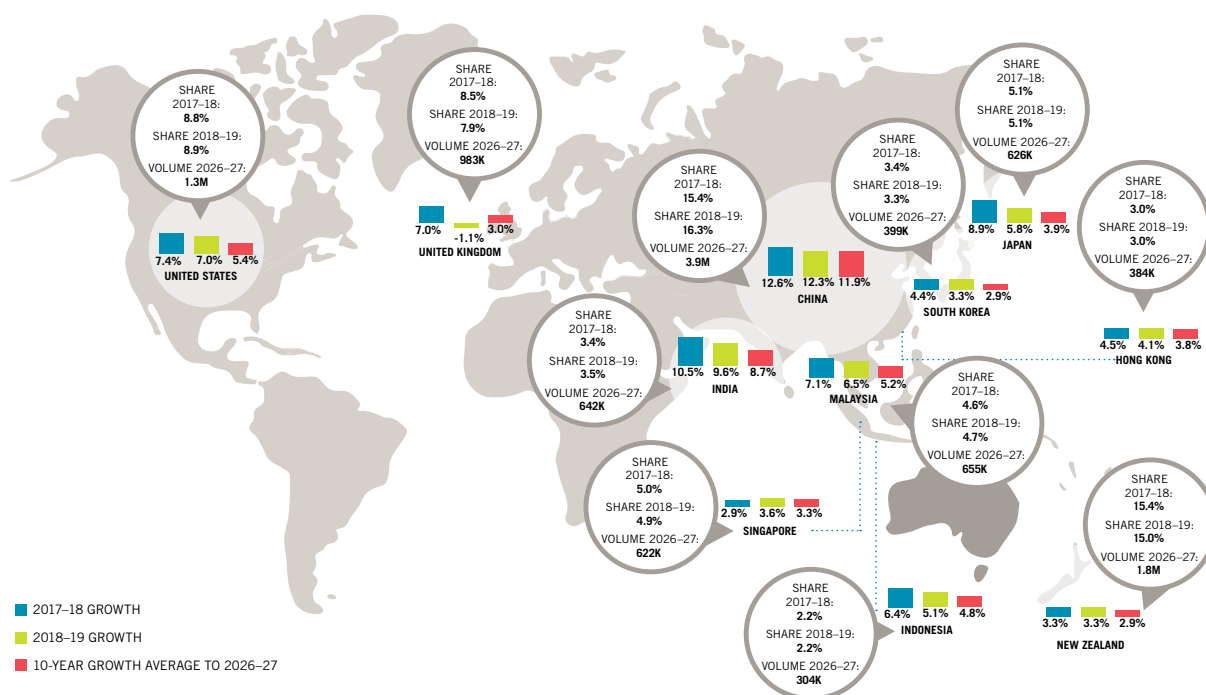 SHARE
2017–18:
8.8%
SHARE 2018–19:
8.9%
VOLUME 2026–27:
1.3M
7.4%
7.0%
5.4%
UNITED STATES
SHARE
2017–18:
8.5%
SHARE 2018–19:
7.9%
VOLUME 2026–27:
983K
7.0%
-1.1%
3.0%
UNITED KINGDOM
SHARE
2017–18:
15.4%
SHARE 2018–19:
16.3%
VOLUME 2026–27:
3.9M
12.6%
12.3%
11.9%
CHINA
SHARE
2017–18:
3.4%
SHARE 2018–19:
3.3%
VOLUME 2026–27:
399K
4.4%
3.3%
2.9%
SOUTH KOREA
SHARE
2017–18:
5.1%
SHARE 2018–19:
5.1%
VOLUME 2026–27:
626K
8.9%
5.8%
3.9%
JAPAN
SHARE
2017–18:
3.0%
SHARE 2018–19:
3.0%
VOLUME 2026–27:
384K
4.5%
4.1%
3.8%
HONG KONG
SHARE
2017–18:
3.4%
SHARE 2018–19:
3.5%
VOLUME 2026–27:
642K
10.5%
9.6%
8.7%
INDIA
7.1%
6.5%
5.2%
MALAYSIA
SHARE
2017–18:
4.6%
SHARE 2018–19:
4.7%
VOLUME 2026–27:
655K
SHARE
2017–18:
5.0%
SHARE 2018–19:
4.9%
VOLUME 2026–27:
622K
2.9%
3.6%
3.3%
SINGAPORE
SHARE
2017–18:
2.2%
SHARE 2018–19:
2.2%
VOLUME 2026–27:
304K
6.4%
5.1%
4.8%
INDONESIA
SHARE
2017–18:
15.4%
SHARE 2018–19:
15.0%
VOLUME 2026–27:
1.8M
3.3%
3.3%
2.9%
NEW ZEALAND
2017–18 GROWTH
2018–19 GROWTH
10-YEAR GROWTH AVERAGE TO 2026–27